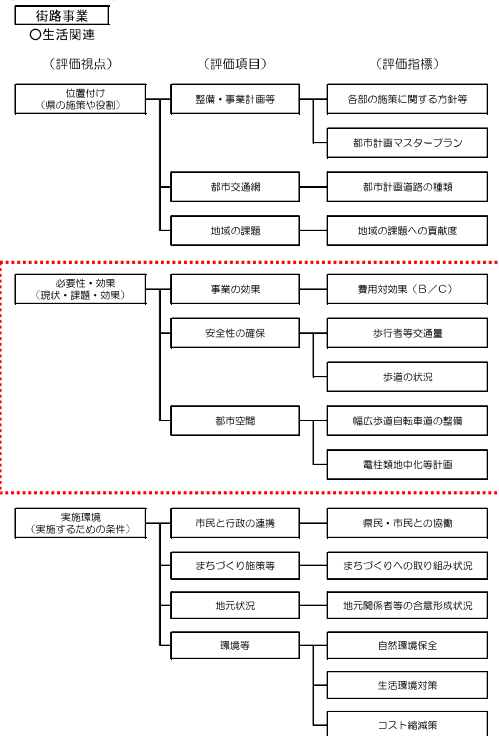 街路事業
○生活関連
（評価視点） （評価項目） （評価指標）
位置付け
（県の施策や役割）
整備・事業計画等
各部の施策に関する方針等
都市計画マスタープラン
都市交通網
都市計画道路の種類
地域の課題
地域の課題への貢献度
必要性・効果
（現状・課題・効果）
事業の効果
費用対効果（Ｂ／Ｃ）
安全性の確保
歩行者等交通量
歩道の状況
都市空間
幅広歩道自転車道の整備
電柱類地中化等計画
実施環境
（実施するための条件）
市民と行政の連携
県民・市民との協働
まちづくり施策等
まちづくりへの取り組み状況
地元状況
地元関係者等の合意形成状況
環境等
自然環境保全
生活環境対策
コスト縮減策